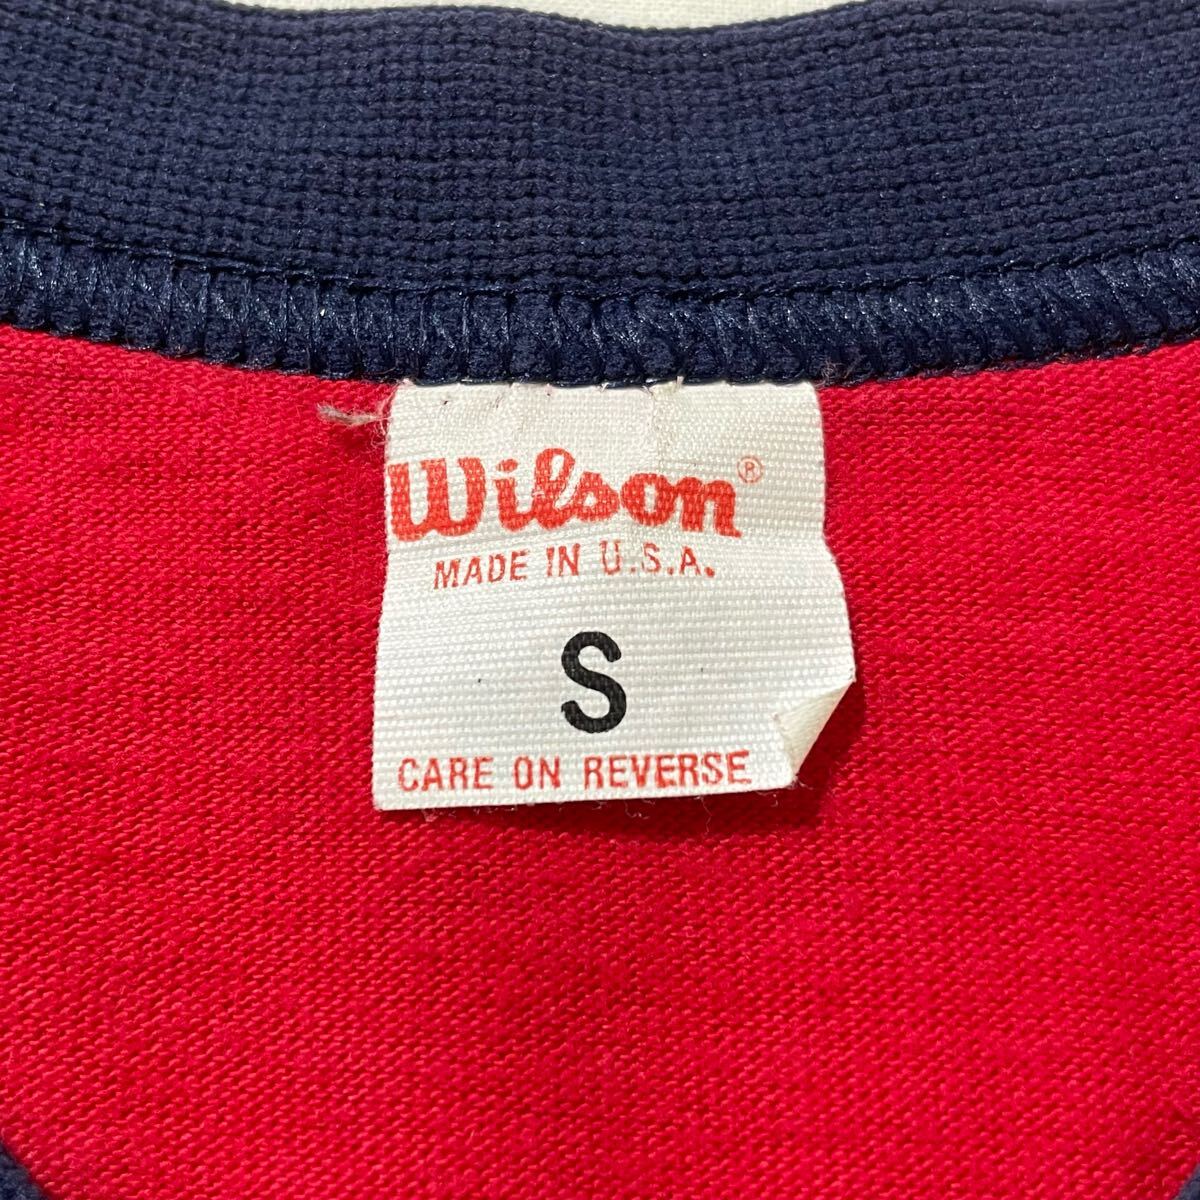 Wilson®
MADE IN U.S.A.
S
CARE ON REVERSE